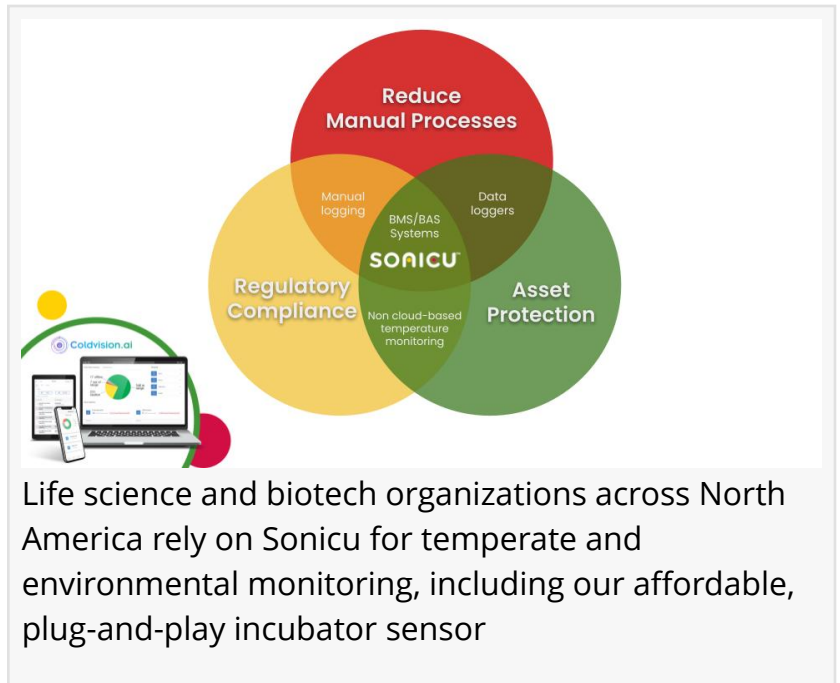 Reduce
Manual Processes
Manual
logging
Data
loggers
BMS/BAS
Systems
SONICU
Regulatory
Compliance
Asset
Protection
Non cloud-based
temperature
monitoring
Coldvision.ai
Life science and biotech organizations across North
America rely on Sonicu for temperate and
environmental monitoring, including our affordable,
plug-and-play incubator sensor